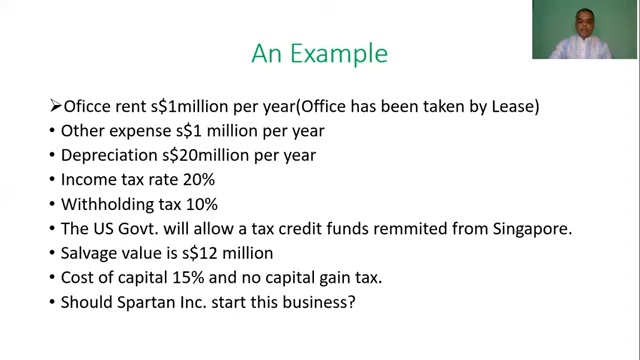 An Example
➢Oficce rent s$1million per year(Office has been taken by Lease)
• Other expense s$1 million per year
• Depreciation s$20million per year
• Income tax rate 20%
• Withholding tax 10%
• The US Govt. will allow a tax credit funds remmited from Singapore.
• Salvage value is s$12 million
• Cost of capital 15% and no capital gain tax.
• Should Spartan Inc. start this business?